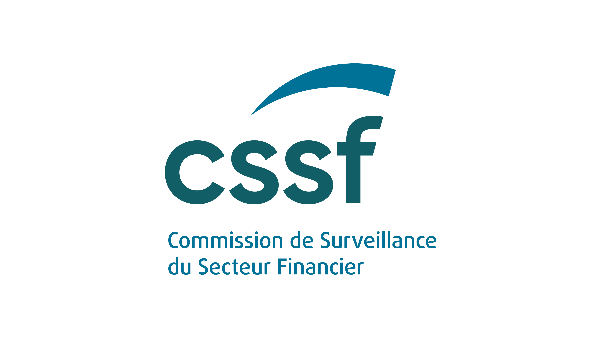 cssf
Commission de Surveillance
du Secteur Financier